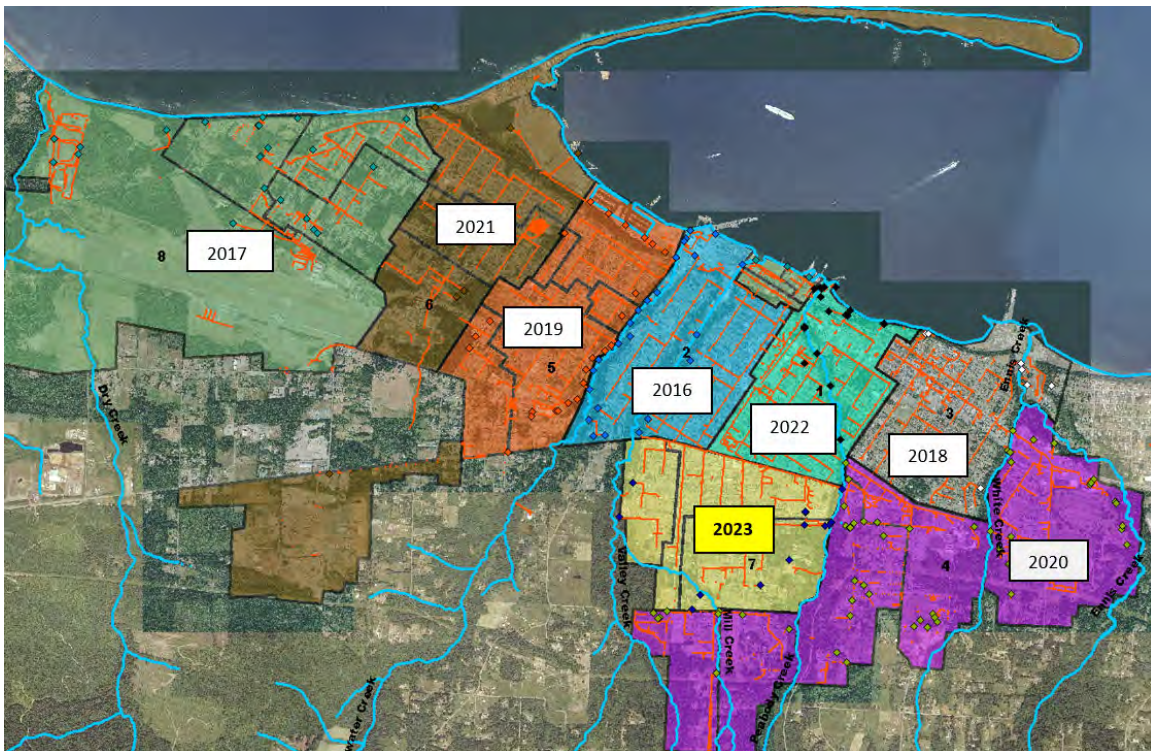 2021
8
2017
6
2019
5
2
2016
1
2022
3
2018
Ennis Creek
Dry Creek
2023
7
White Creek
4
2020
Valley Creek
Mill Creek
Ennis Creek
Peabody Creek
water Creek